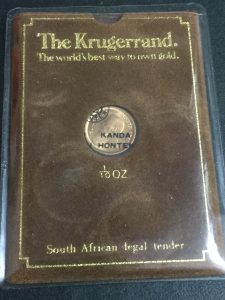 The Krugerrand.
The world's best way to own gold.
KANDA
HONTEN
1/10 OZ
South African legal tender